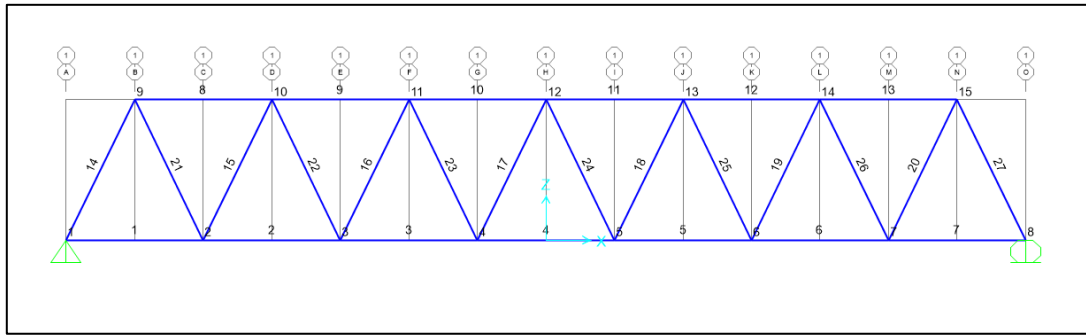 1 1 1 1 1 1 1 1 1 1 1 1 1 1 1
A B C D E F G H I J K L M N O
9 8 10 9 11 10 12 11 13 12 14 13 15
14 21 15 22 16 23 17 24 18 25 19 26 20 27
Z
1 1 2 2 3 3 4 4 5 5 6 6 7 7 8
X